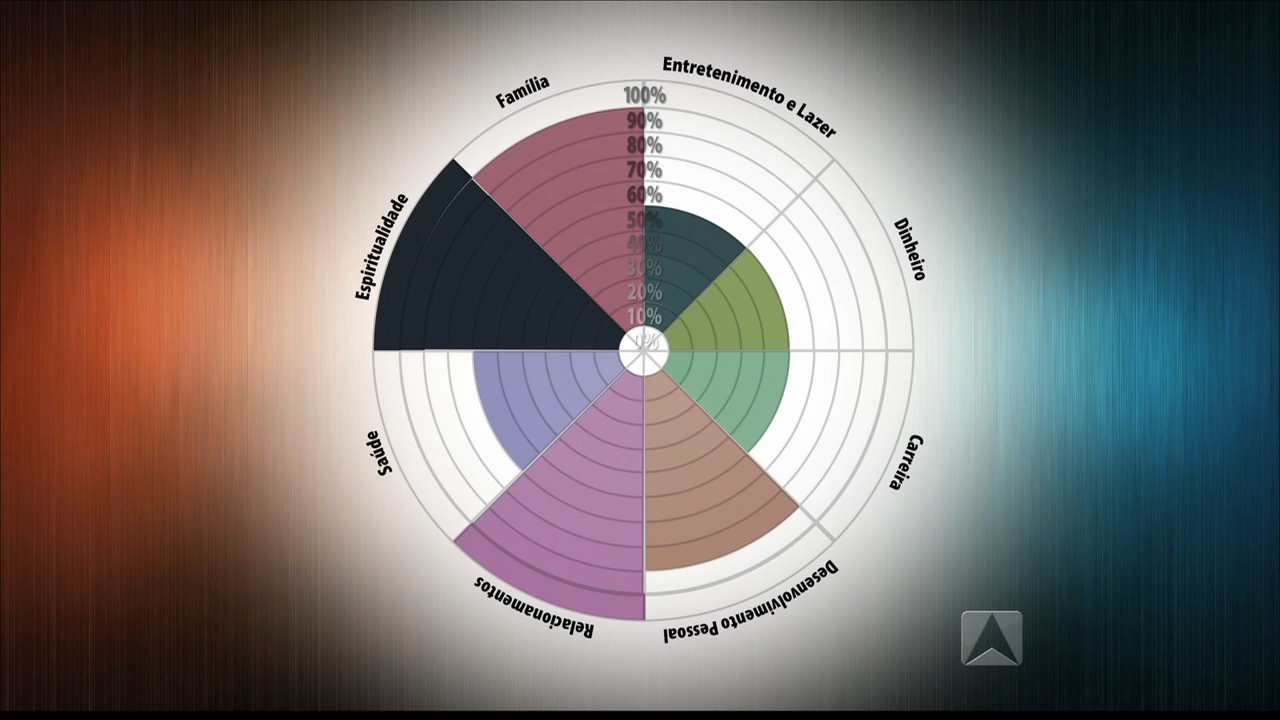 Família
Entretenimento e Lazer
100%
90%
80%
70%
60%
50%
40%
30%
20%
10%
0%
Dinheiro
Espiritualidade
Saúde
Carreira
Relacionamentos
Desenvolvimento Pessoal